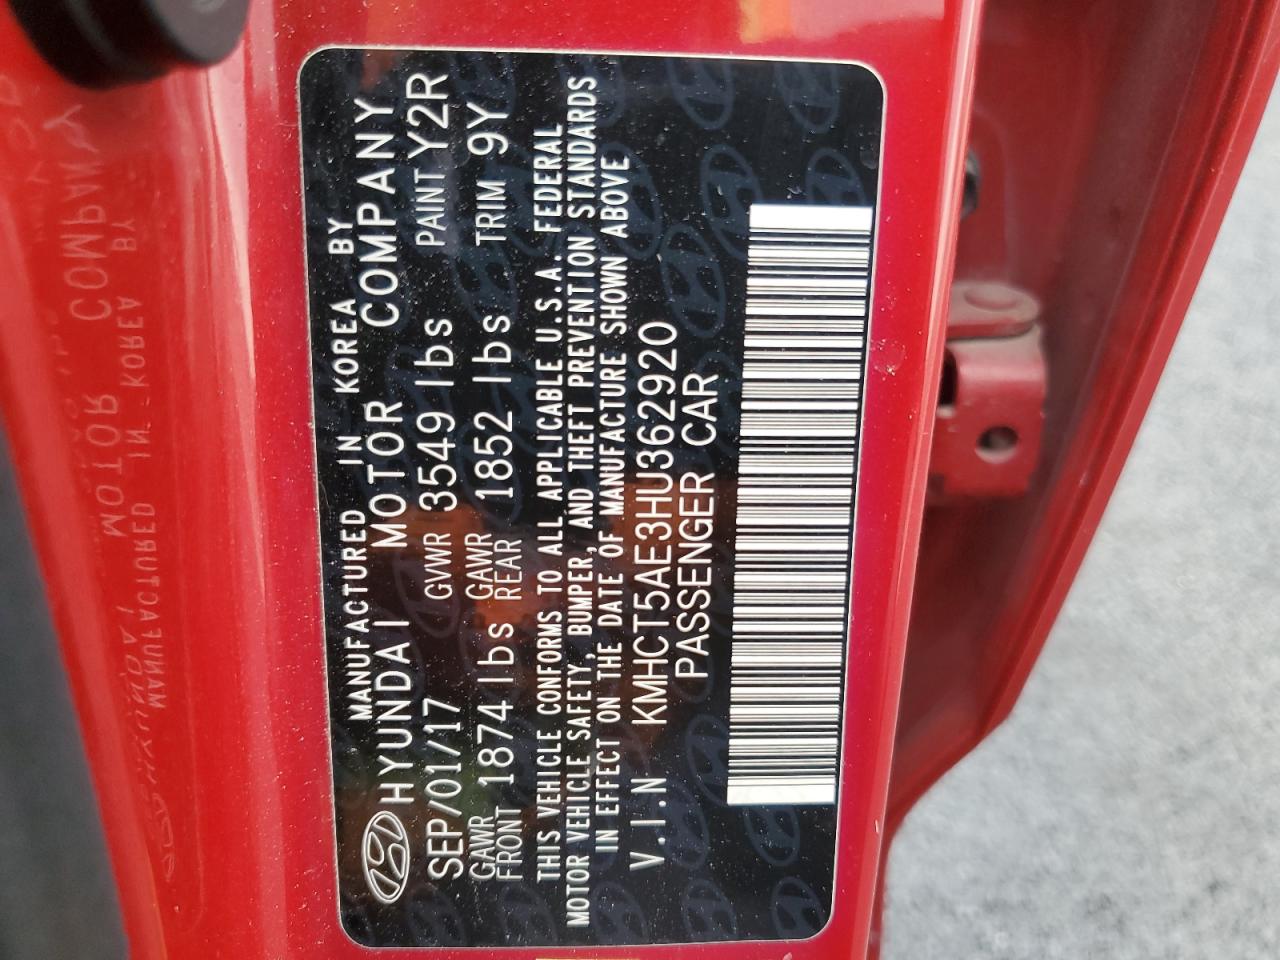 MANUFACTURED IN KOREA BY
HYUNDAI MOTOR COMPANY
SEP/01/17 GVWR 3549 lbs PAINT Y2R
GAWR FRONT 1874 lbs GAWR REAR 1852 lbs TRIM 9Y
THIS VEHICLE CONFORMS TO ALL APPLICABLE U.S.A. FEDERAL
MOTOR VEHICLE SAFETY, BUMPER, AND THEFT PREVENTION STANDARDS
IN EFFECT ON THE DATE OF MANUFACTURE SHOWN ABOVE
V.I.N KMHCT5AE3HU362920
PASSENGER CAR